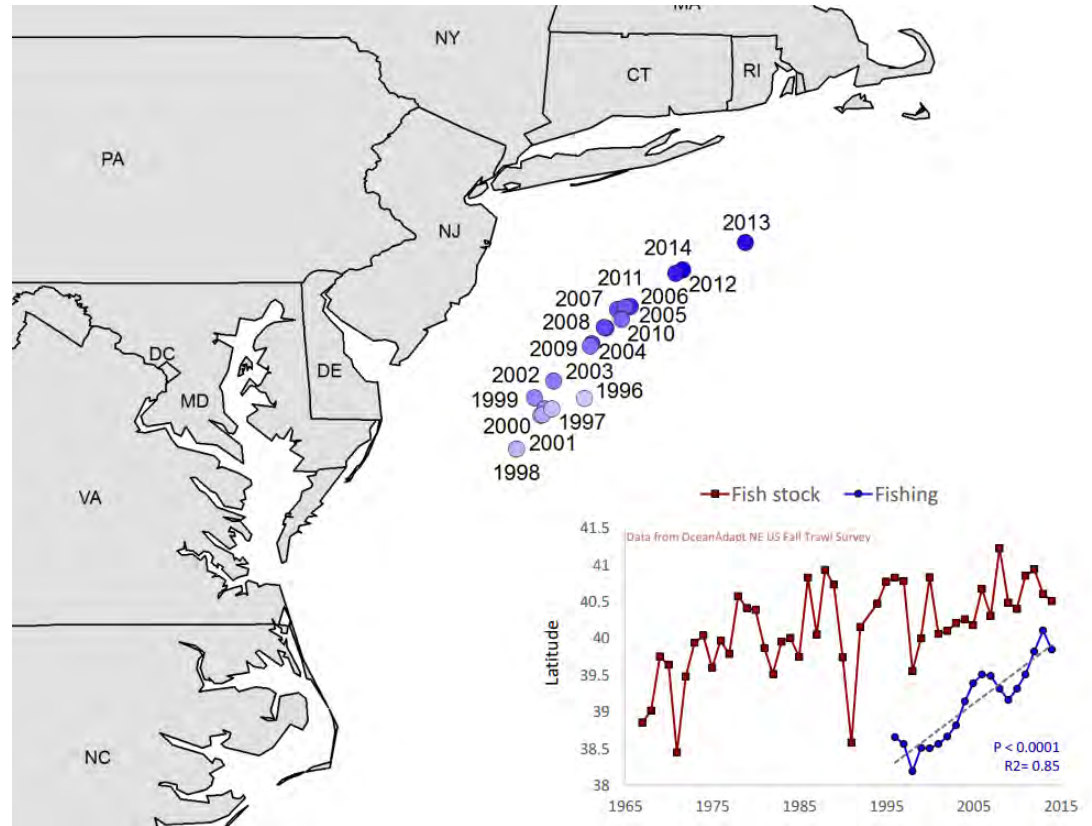 MA
NY
CT
RI
PA
NJ
2013
2014
2012
2011
2007
2006
2005
2008
2010
2009
2004
DC
DE
2002
2003
MD
1999
1996
2000
1997
2001
1998
VA
NC
Fish stock
Fishing
Data from OceanAdapt NE US Fall Trawl Survey
41.5
41
40.5
40
39.5
39
38.5
38
Latitude
P < 0.0001
R2= 0.85
1965 1975 1985 1995 2005 2015